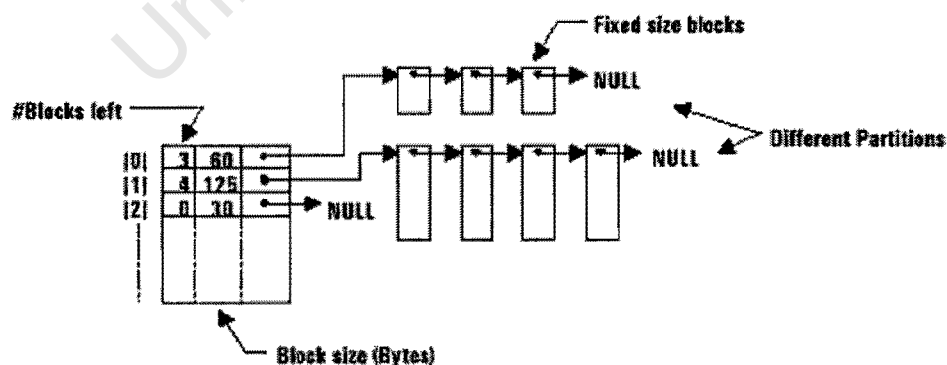 Fixed size blocks
NULL
#Blocks left
Different Partitions
NULL
|0| 3 60
|1| 4 125
|2| 0 30
NULL
Block size (Bytes)